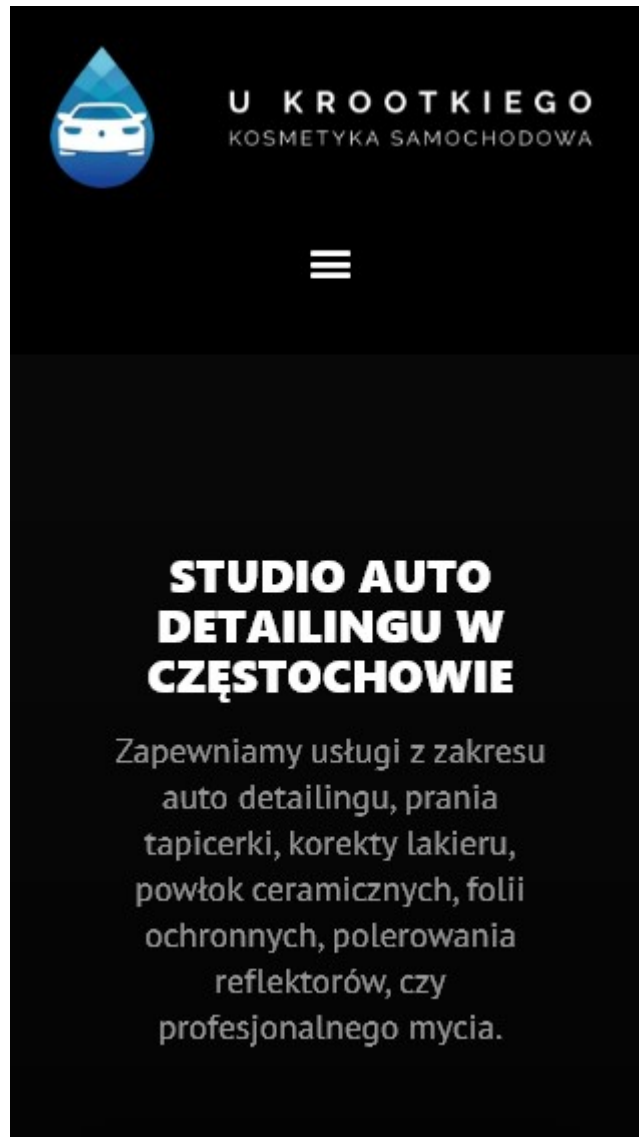 U KROOTKIEGO
KOSMETYKA SAMOCHODOWA
STUDIO AUTO
DETAILINGU W
CZĘSTOCHOWIE
Zapewniamy usługi z zakresu
auto detailingu, prania
tapicerki, korekty lakieru,
powłok ceramicznych, folii
ochronnych, polerowania
reflektorów, czy
profesjonalnego mycia.